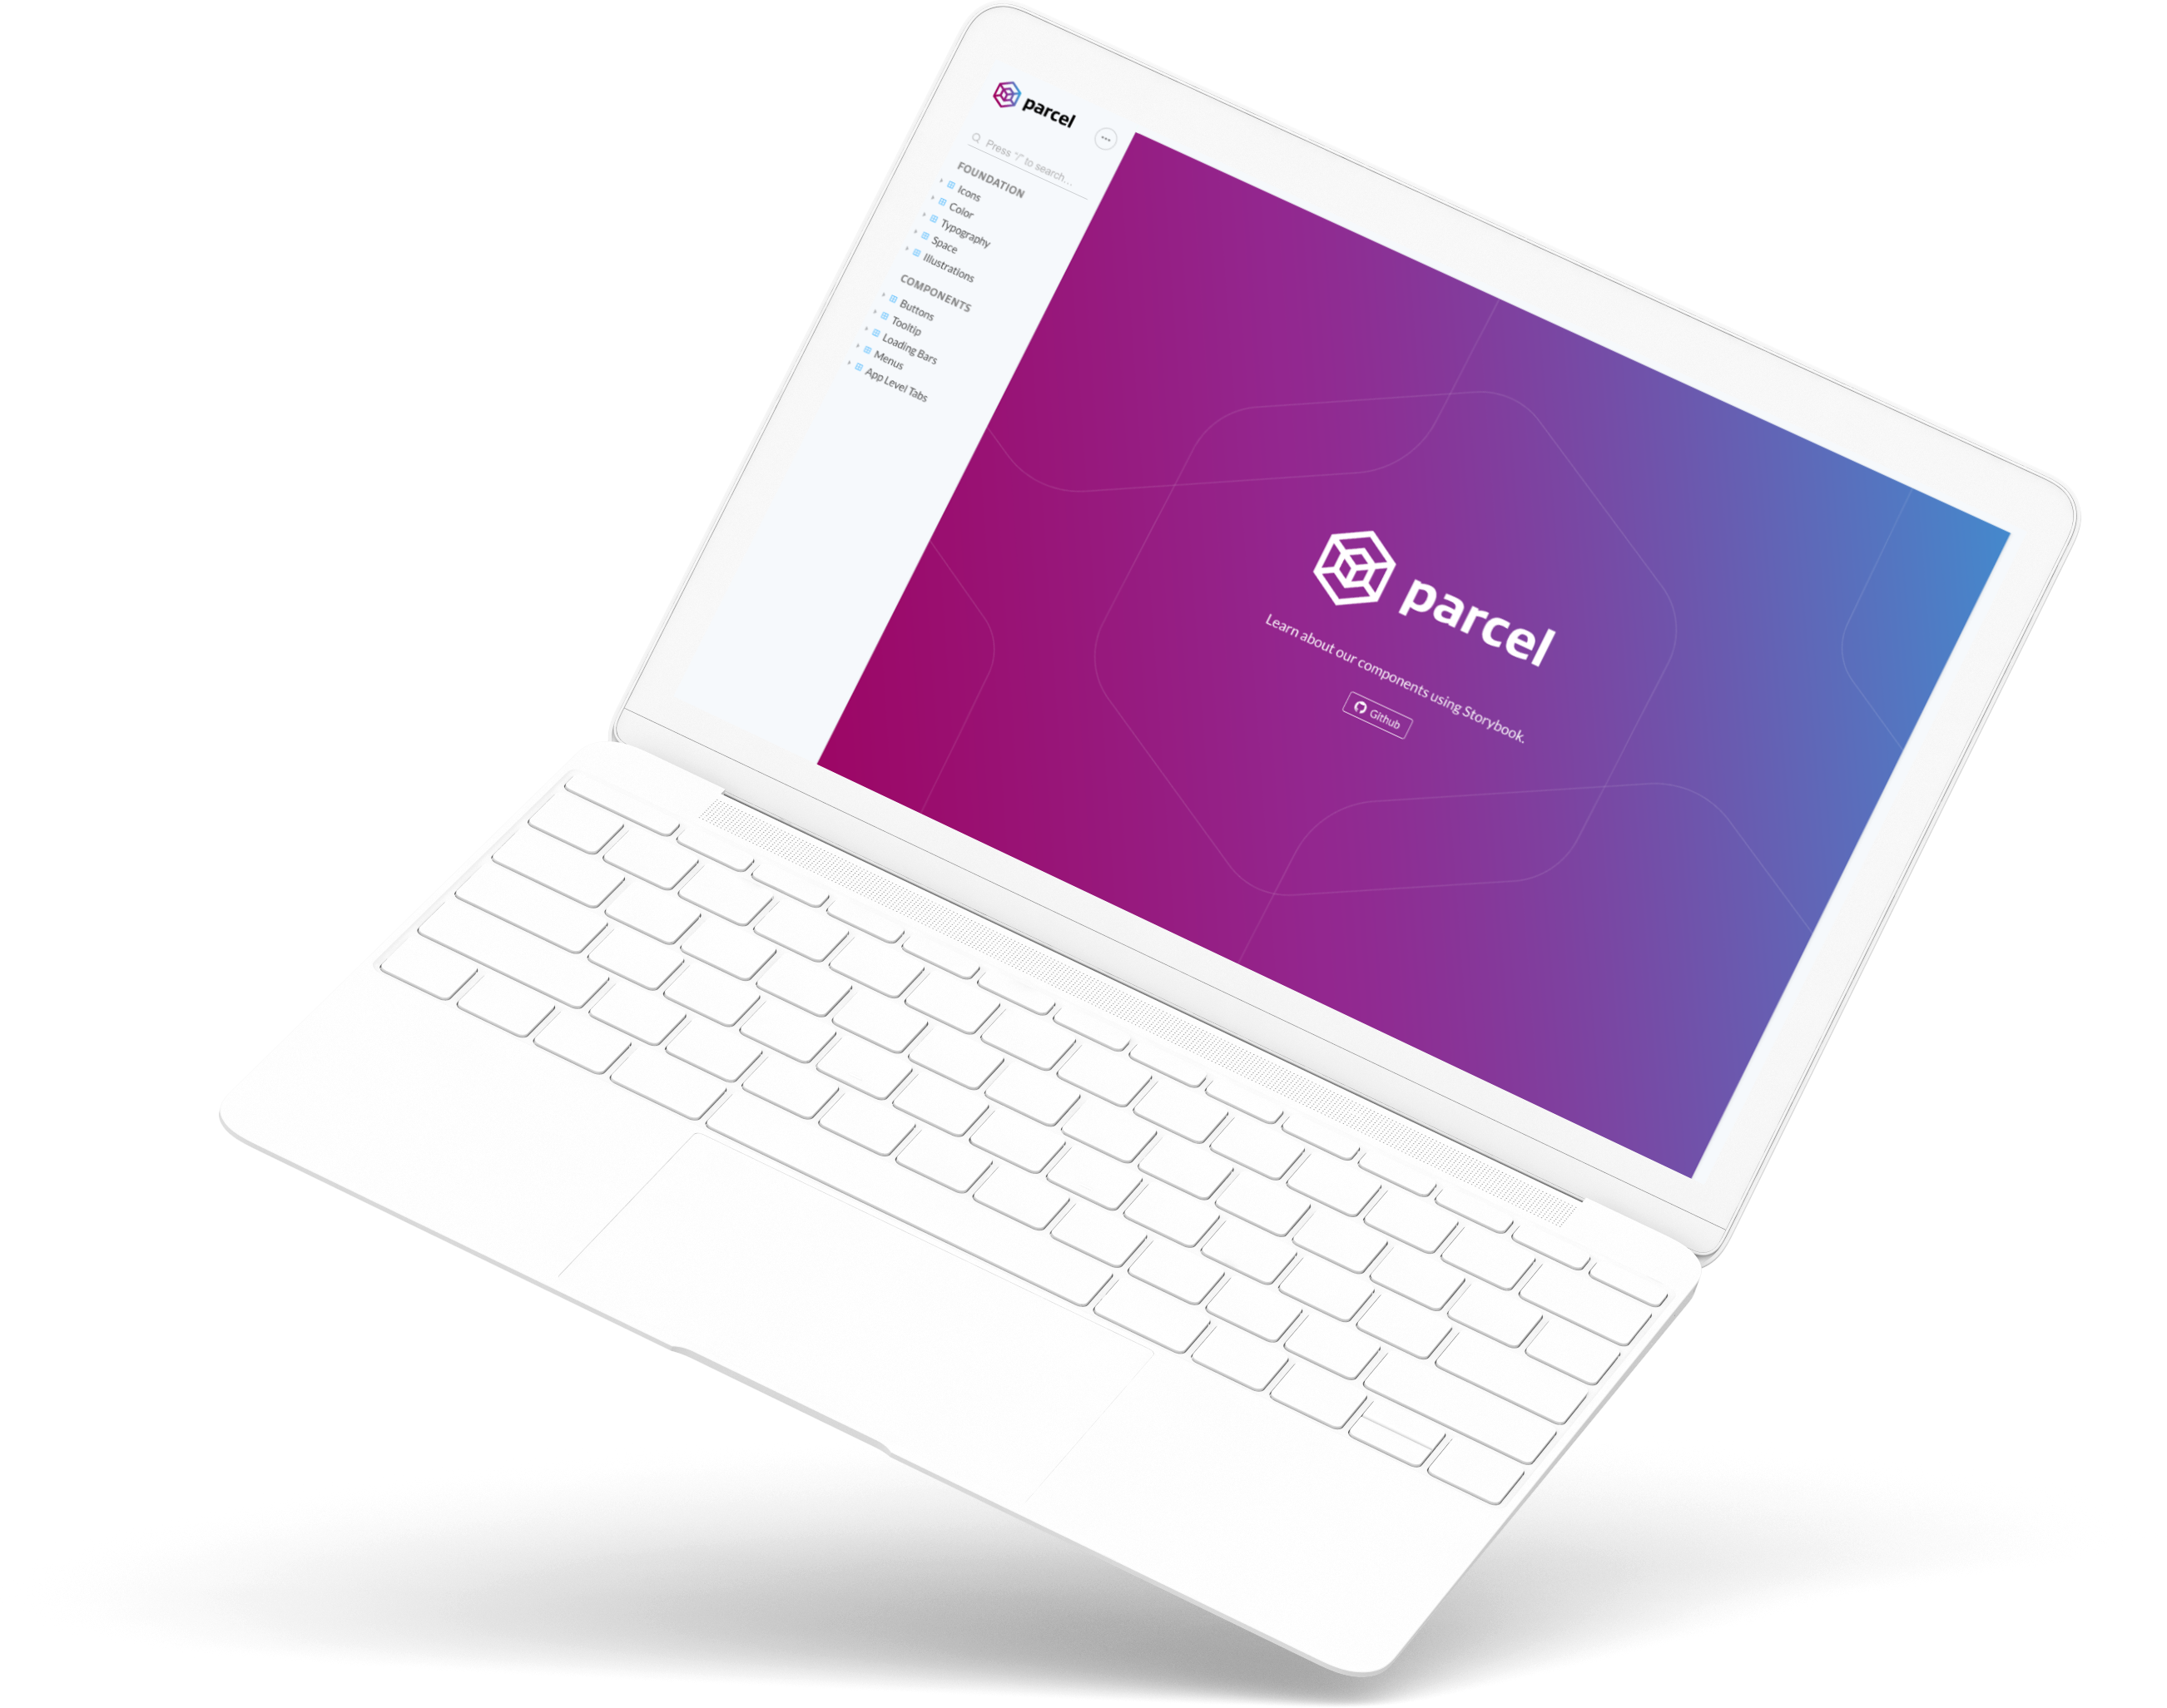 parcel
Press "/" to search...
FOUNDATION
Icons
Color
Typography
Space
Illustrations
COMPONENTS
Buttons
Tooltip
Loading Bars
Menus
App Level Tabs
parcel
Learn about our components using Storybook.
Github